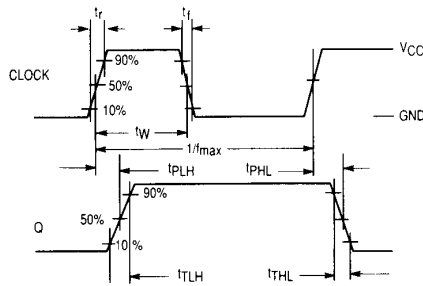 tr tf
VCC
90%
CLOCK 50%
10% GND
tW
1/fmax
tPLH tPHL
90%
Q 50%
10 %
tTLH tTHL